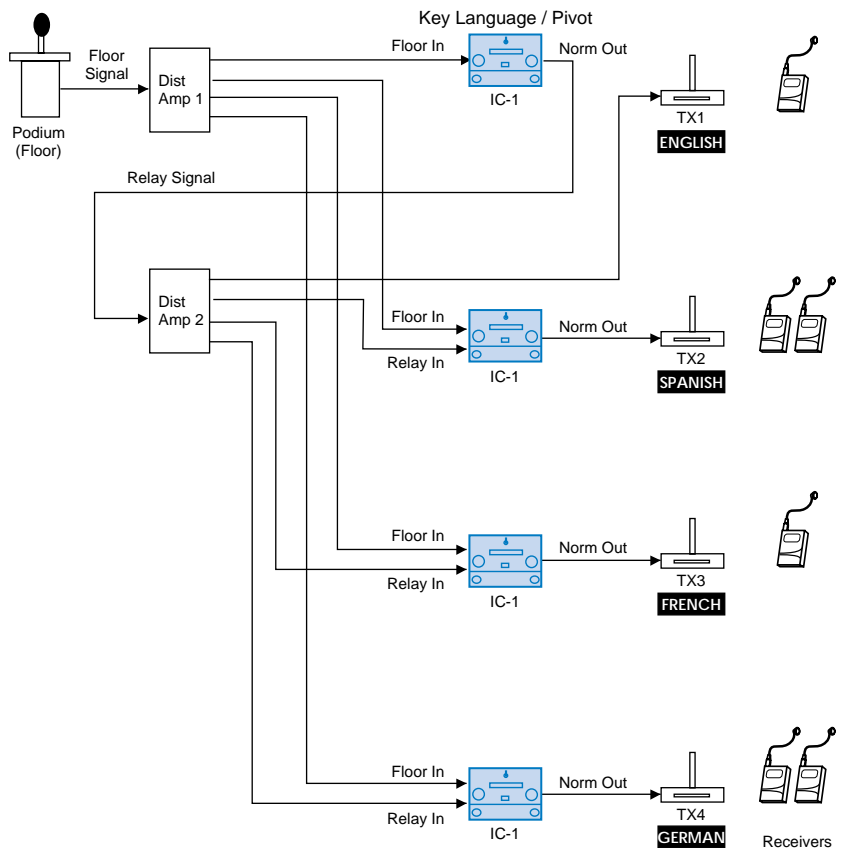 Key Language / Pivot
Floor
Signal
Dist
Amp 1
Floor In
Norm Out
IC-1
TX1
ENGLISH
Podium
(Floor)
Relay Signal
Dist
Amp 2
Floor In
Norm Out
Relay In
IC-1
TX2
SPANISH
Floor In
Norm Out
Relay In
IC-1
TX3
FRENCH
Floor In
Norm Out
Relay In
IC-1
TX4
GERMAN
Receivers